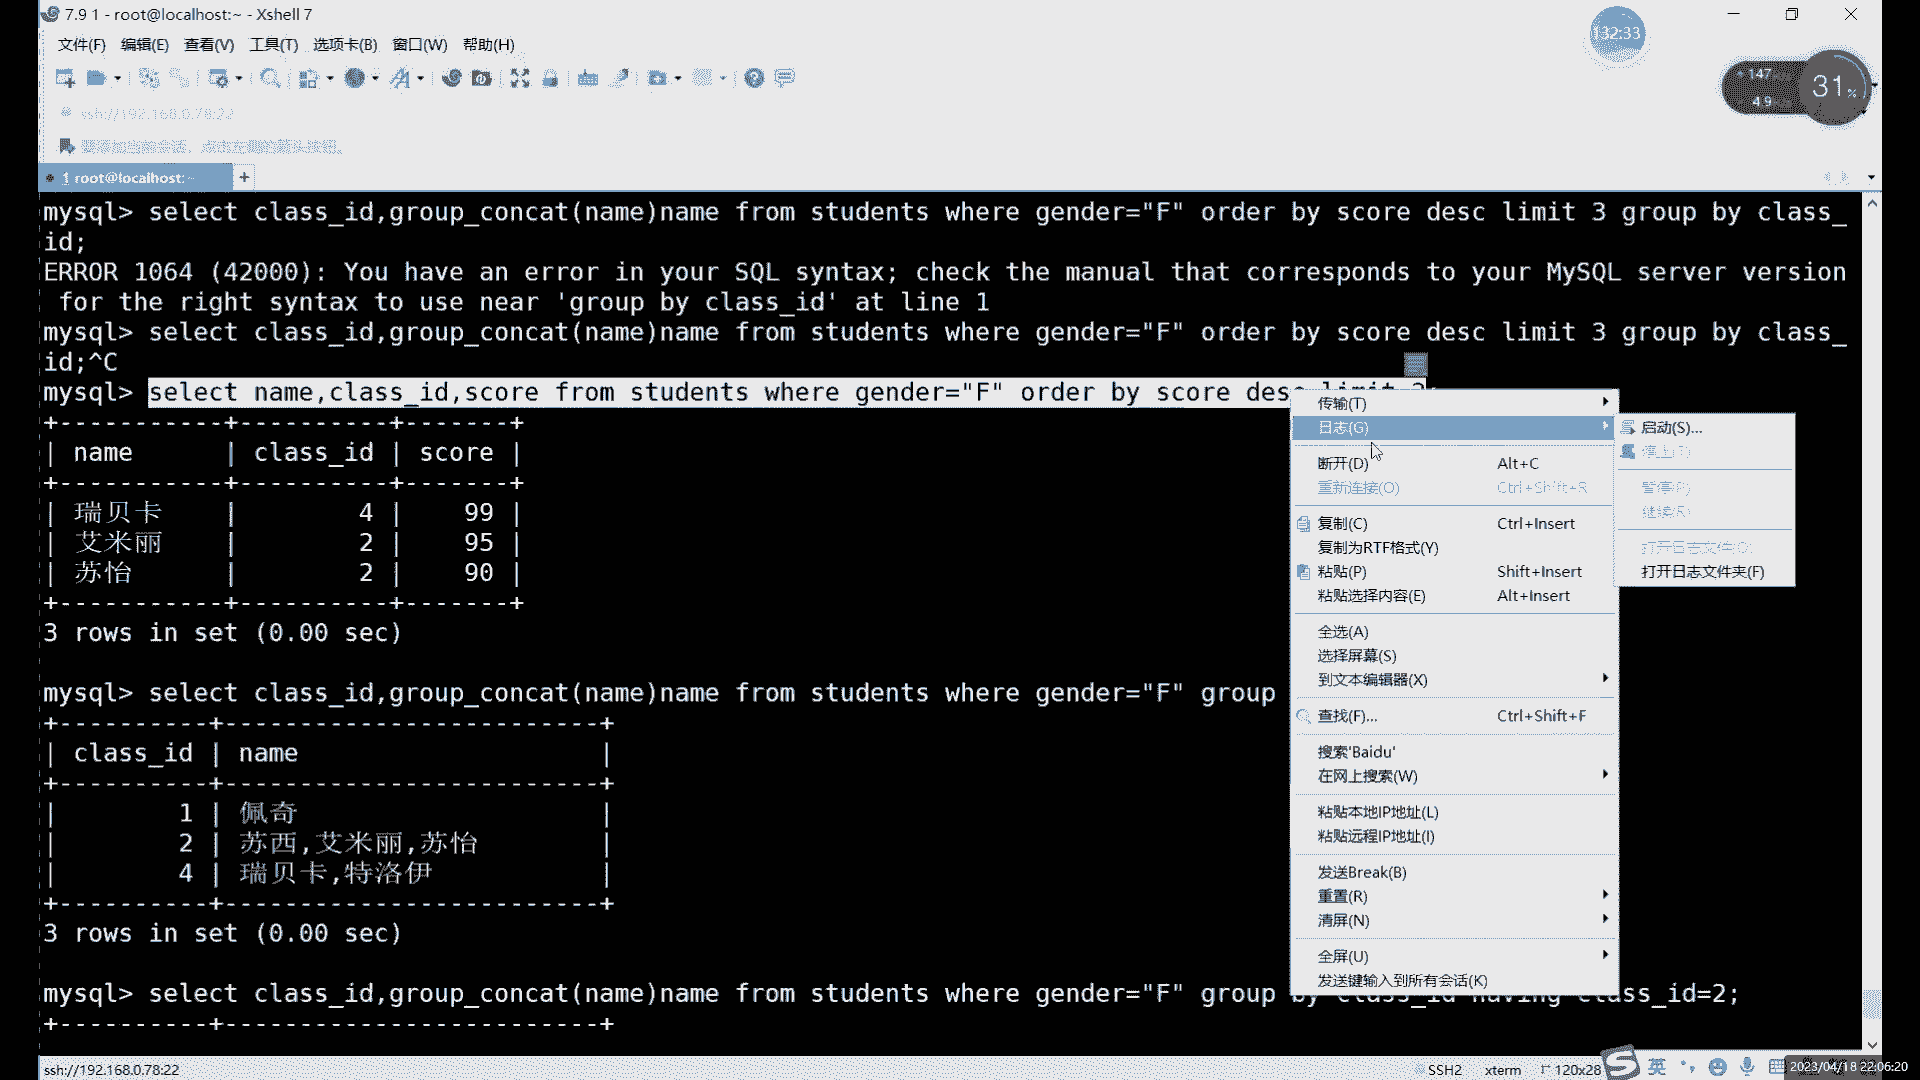 7.9 1 - root@localhost:~ - Xshell 7
132:33
文件(F) 编辑(E) 查看(V) 工具(T) 选项卡(B) 窗口(W) 帮助(H)
147
4.9
31%
ssh://192.168.0.78:22
要添加当前会话，点击左侧的箭头按钮。
1 root@localhost:~
mysql> select class_id,group_concat(name)name from students where gender="F" order by score desc limit 3 group by class_
id;
ERROR 1064 (42000): You have an error in your SQL syntax; check the manual that corresponds to your MySQL server version
 for the right syntax to use near 'group by class_id' at line 1
mysql> select class_id,group_concat(name)name from students where gender="F" order by score desc limit 3 group by class_
id;^C
mysql> select name,class_id,score from students where gender="F" order by score desc limit 3;
+------------+----------+-------+
| name | class_id | score |
+------------+----------+-------+
| 瑞贝卡 | 4 | 99 |
| 艾米丽 | 2 | 95 |
| 苏怡 | 2 | 90 |
+------------+----------+-------+
3 rows in set (0.00 sec)
mysql> select class_id,group_concat(name)name from students where gender="F" group
+----------+-------------------------+
| class_id | name |
+----------+-------------------------+
| 1 | 佩奇 |
| 2 | 苏西,艾米丽,苏怡 |
| 4 | 瑞贝卡,特洛伊 |
+----------+-------------------------+
3 rows in set (0.00 sec)
mysql> select class_id,group_concat(name)name from students where gender="F" group by class_id having class_id=2;
+----------+-------------------------+
传输(T)
日志(G)
断开(D) Alt+C
重新连接(O) Ctrl+Shift+R
复制(C) Ctrl+Insert
复制为RTF格式(Y)
粘贴(P) Shift+Insert
粘贴选择内容(E) Alt+Insert
全选(A)
选择屏幕(S)
到文本编辑器(X)
查找(F)... Ctrl+Shift+F
搜索'Baidu'
在网上搜索(W)
粘贴本地IP地址(L)
粘贴远程IP地址(I)
发送Break(B)
重置(R)
清屏(N)
全屏(U)
发送键输入到所有会话(K)
启动(S)...
停止(T)
暂停(P)
继续(R)
打开日志文件(O)
打开日志文件夹(F)
ssh://192.168.0.78:22
SSH2 xterm 120x28
英
2023/04/18 22:06:20